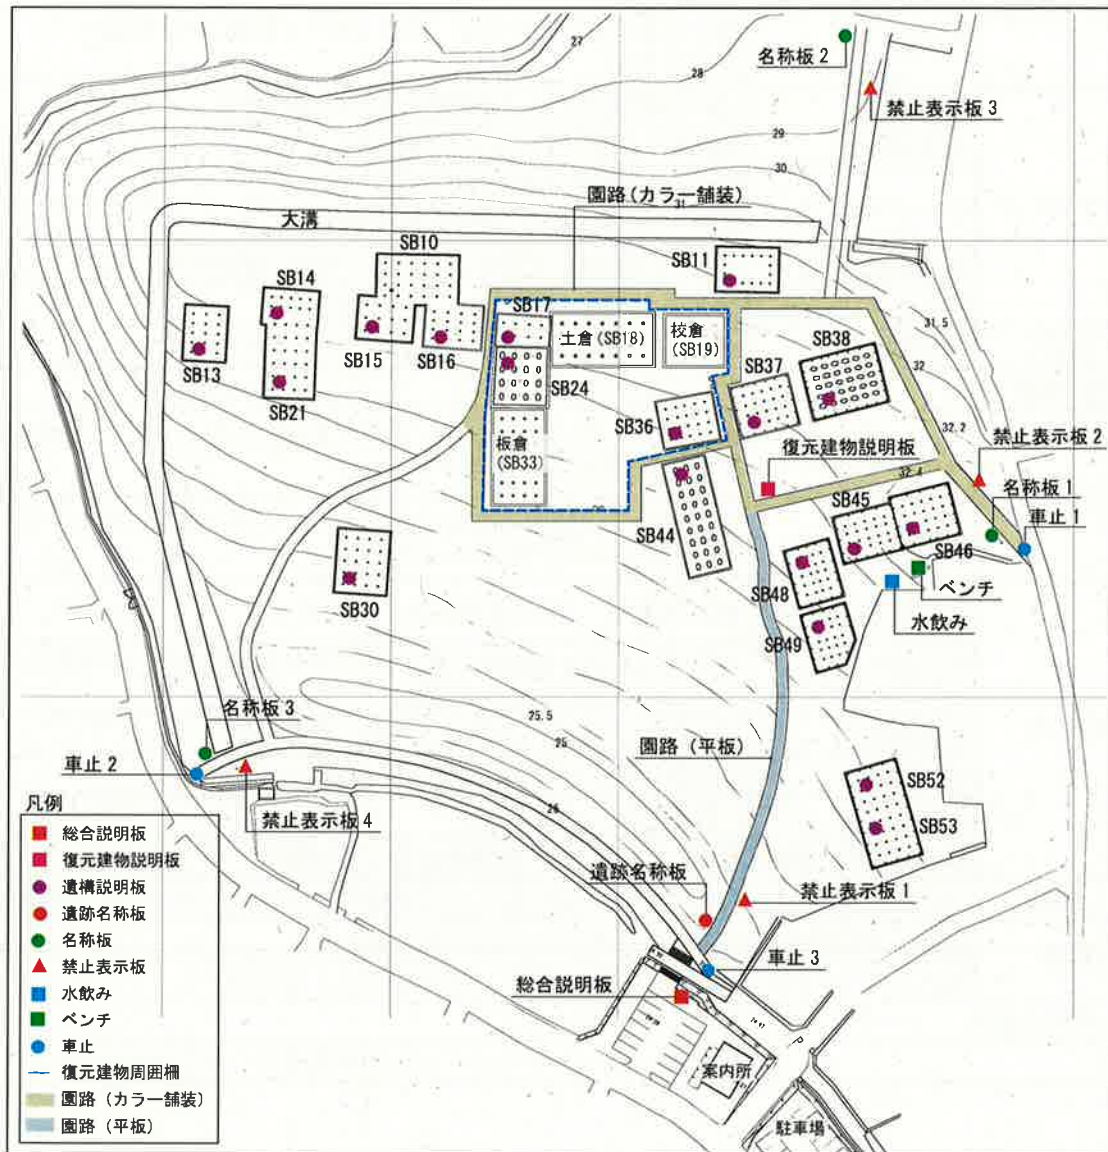 27
名称板2
28
禁止表示板3
29
30
園路(カラー舗装)
31
大溝
SB10
SB11
SB14
SB17
土倉(SB18)
校倉
(SB19)
31.5
SB38
SB37
32
SB15
SB16
SB13
SB24
SB21
SB36
32.2
禁止表示板2
板倉
(SB33)
復元建物説明板
32.4
名称板1
SB45
車止1
SB44
SB46
SB30
SB48
ベンチ
水飲み
SB49
名称板3
25.5
25
園路(平板)
車止2
SB52
26
禁止表示板4
SB53
遺跡名称板
禁止表示板1
車止3
総合説明板
案内所
P
駐車場
凡例
総合説明板
復元建物説明板
遺構説明板
遺跡名称板
名称板
禁止表示板
水飲み
ベンチ
車止
復元建物周囲柵
園路(カラー舗装)
園路(平板)